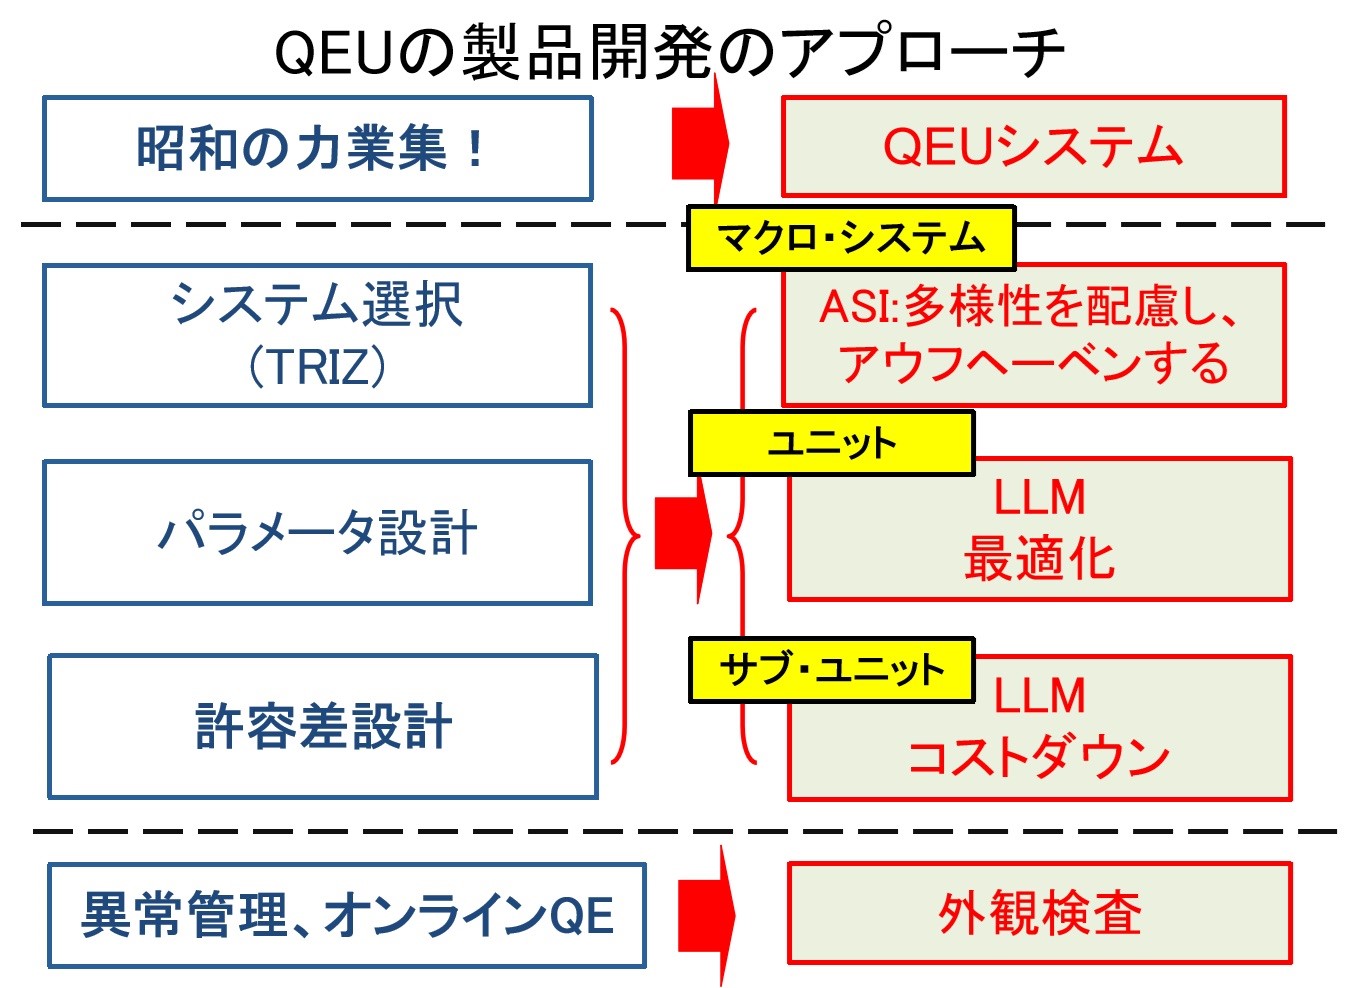 QEUの製品開発のアプローチ
昭和の力業集！
QEUシステム
マクロ・システム
システム選択
（TRIZ）
ASI:多様性を配慮し、
アウフヘーベンする
ユニット
パラメータ設計
LLM
最適化
サブ・ユニット
許容差設計
LLM
コストダウン
異常管理、オンラインQE
外観検査